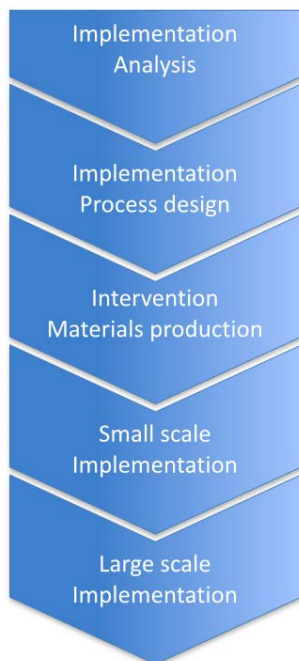 Implementation
Analysis
Implementation
Process design
Intervention
Materials production
Small scale
Implementation
Large scale
Implementation